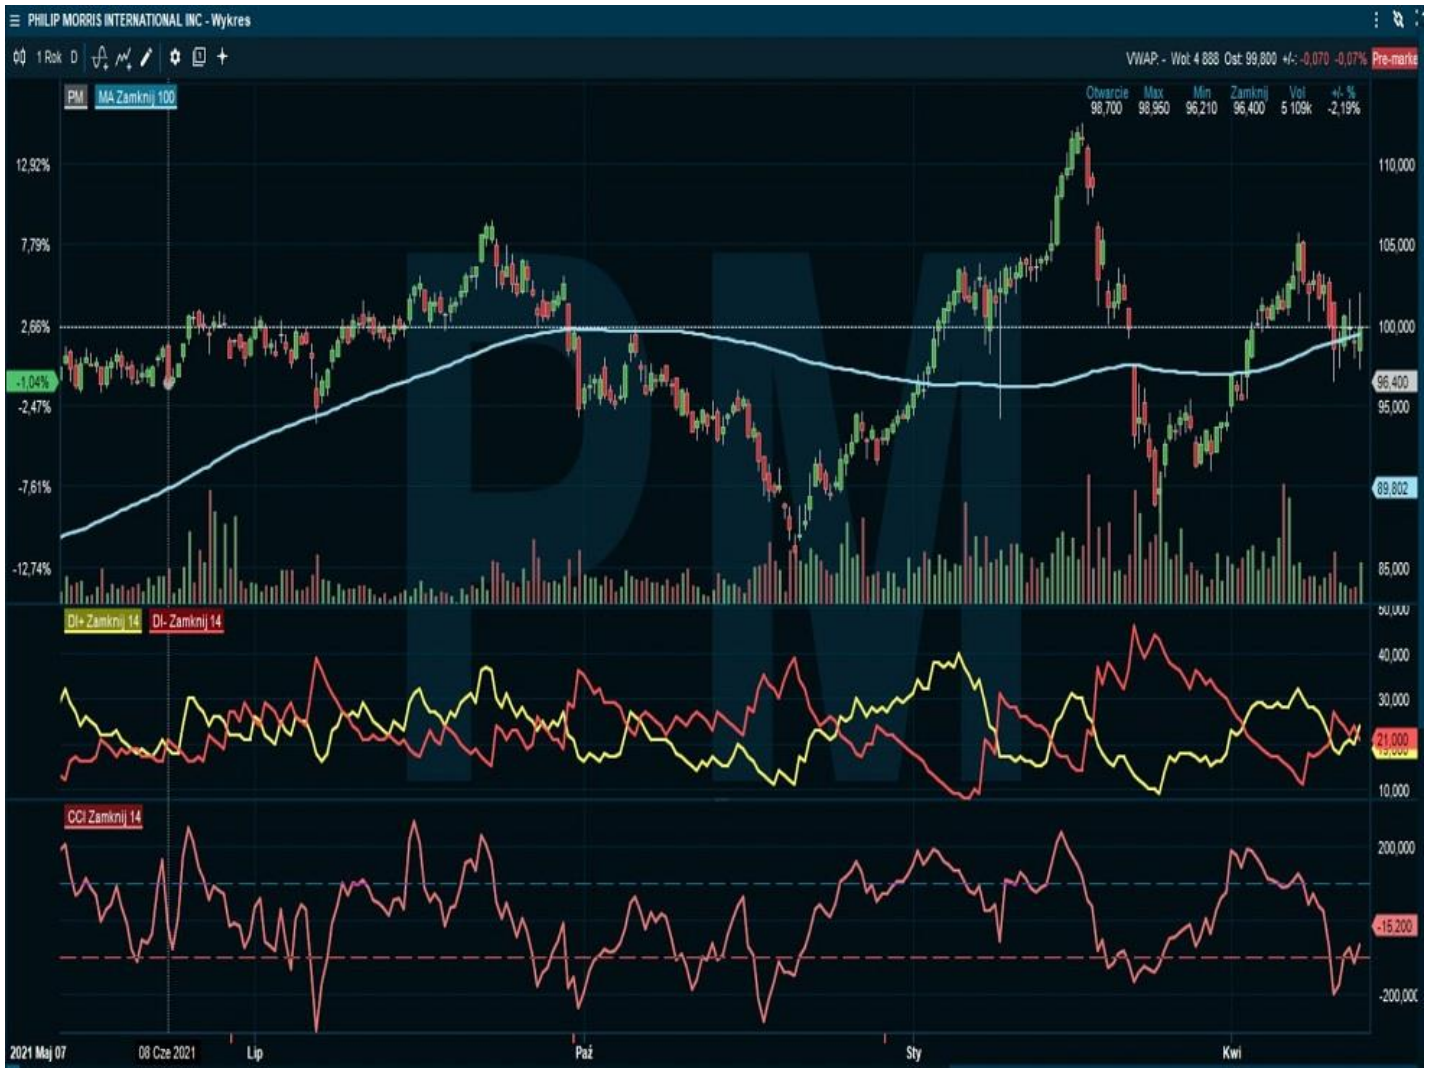 PHILIP MORRIS INTERNATIONAL INC - Wykres
1 Rok D
VWAP: - Wol: 4 888 Ost: 99,800 +/-: -0,070 -0,07% Pre-marke
PM MA Zamknij 100
Otwarcie Max Min Zamknij Vol +/- %
98,700 98,950 96,210 96,400 5 109k -2,19%
12,92% 110,000
7,79% 105,000
2,66% 100,000
-1,04% 96,400
-2,47% 95,000
PM
-7,61% 89,802
-12,74% 85,000
50,000
DI+ Zamknij 14 DI- Zamknij 14
40,000
30,000
21,000
10,000
CCI Zamknij 14
200,000
-15,200
-200,000
2021 Maj 07 08 Cze 2021 Lip Paź Sty Kwi